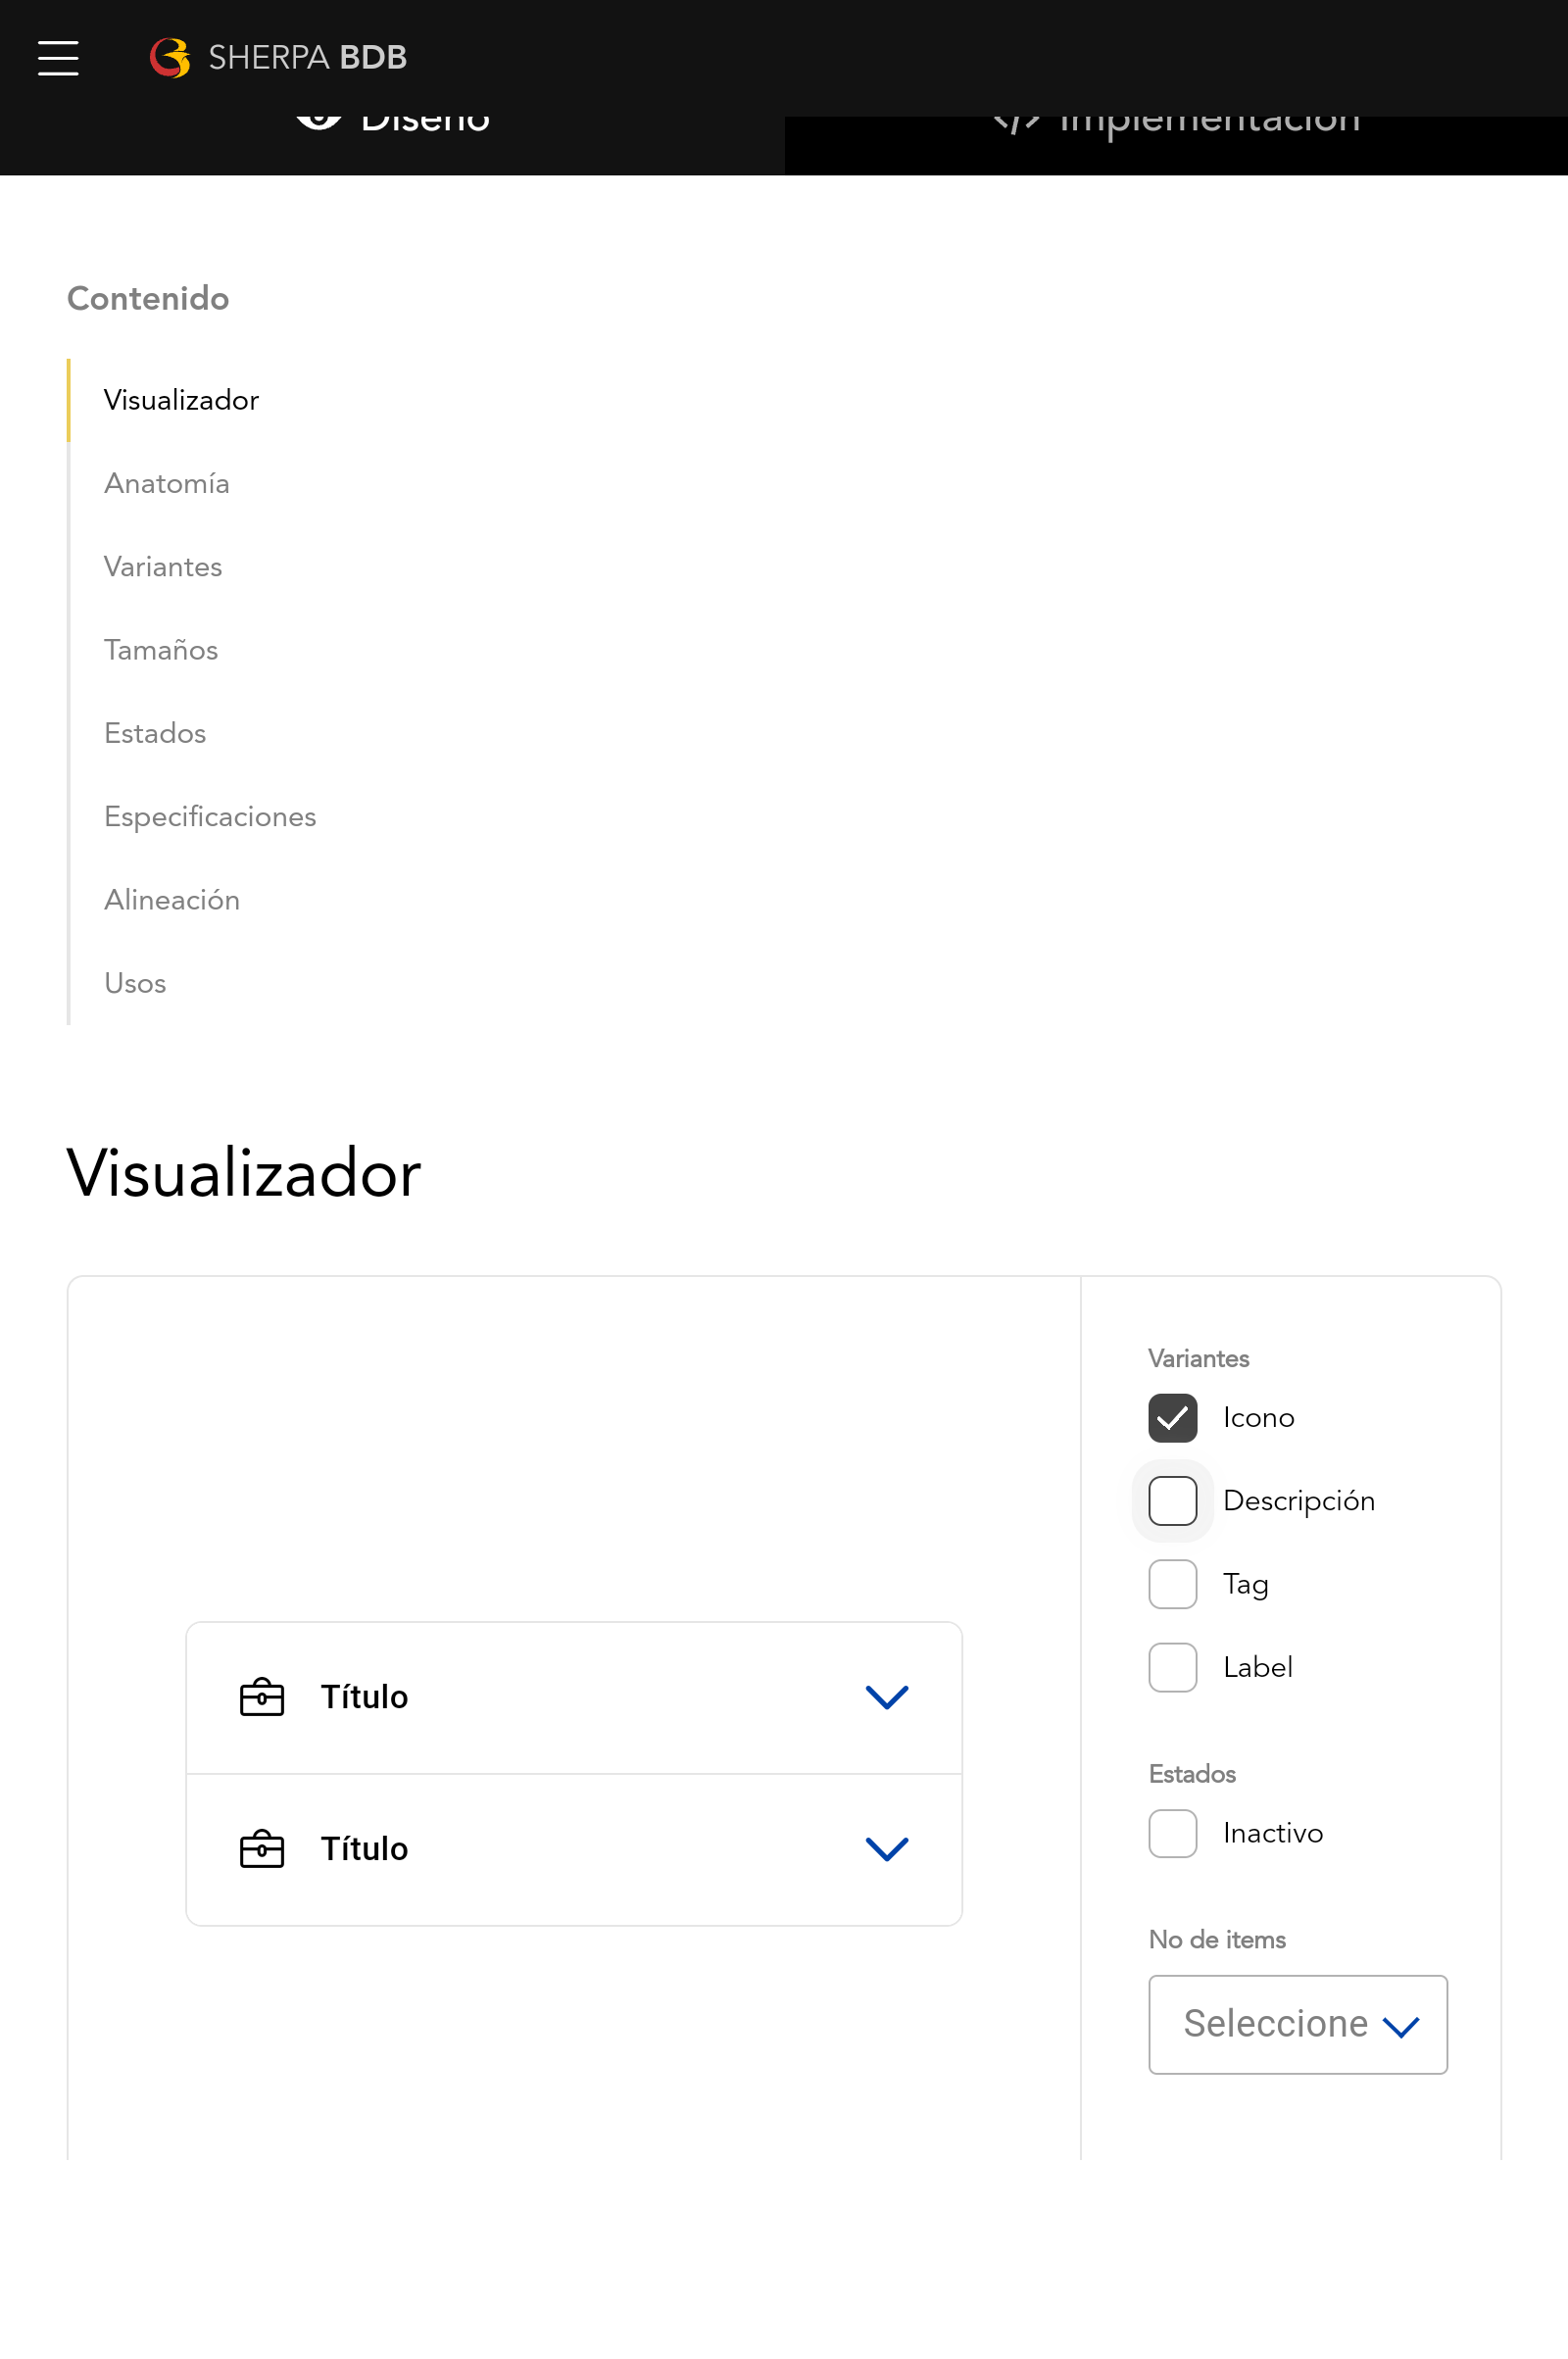 SHERPA BDB
Diseño
Implementación
Contenido
Visualizador
Anatomía
Variantes
Tamaños
Estados
Especificaciones
Alineación
Usos
Visualizador
Variantes
Icono
Descripción
Tag
Label
Título
Título
Estados
Inactivo
No de items
Seleccione